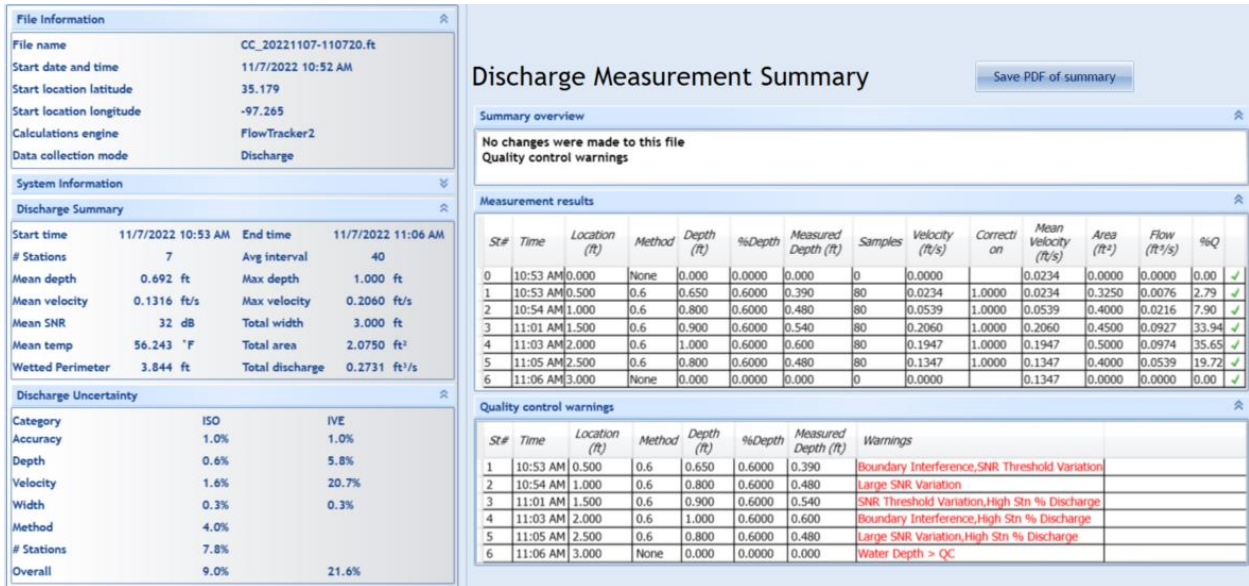 File Information
File name CC_20221107-110720.ft
Start date and time 11/7/2022 10:52 AM
Start location latitude 35.179
Start location longitude -97.265
Calculations engine FlowTracker2
Data collection mode Discharge
System Information
Discharge Summary
Start time 11/7/2022 10:53 AM End time 11/7/2022 11:06 AM
# Stations 7 Avg interval 40
Mean depth 0.692 ft Max depth 1.000 ft
Mean velocity 0.1316 ft/s Max velocity 0.2060 ft/s
Mean SNR 32 dB Total width 3.000 ft
Mean temp 56.243 °F Total area 2.0750 ft²
Wetted Perimeter 3.844 ft Total discharge 0.2731 ft³/s
Discharge Uncertainty
Category ISO IVE
Accuracy 1.0% 1.0%
Depth 0.6% 5.8%
Velocity 1.6% 20.7%
Width 0.3% 0.3%
Method 4.0%
# Stations 7.8%
Overall 9.0% 21.6%
Discharge Measurement Summary
Save PDF of summary
Summary overview
No changes were made to this file
Quality control warnings
Measurement results
St# Time Location (ft) Method Depth (ft) %Depth Measured Depth (ft) Samples Velocity (ft/s) Correcti on Mean Velocity (ft/s) Area (ft²) Flow (ft³/s) %Q
0 10:53 AM 0.000 None 0.000 0.0000 0.000 0 0.0000 0.0234 0.0000 0.0000 0.00
1 10:53 AM 0.500 0.6 0.650 0.6000 0.390 80 0.0234 1.0000 0.0234 0.3250 0.0076 2.79
2 10:54 AM 1.000 0.6 0.800 0.6000 0.480 80 0.0539 1.0000 0.0539 0.4000 0.0216 7.90
3 11:01 AM 1.500 0.6 0.900 0.6000 0.540 80 0.2060 1.0000 0.2060 0.4500 0.0927 33.94
4 11:03 AM 2.000 0.6 1.000 0.6000 0.600 80 0.1947 1.0000 0.1947 0.5000 0.0974 35.65
5 11:05 AM 2.500 0.6 0.800 0.6000 0.480 80 0.1347 1.0000 0.1347 0.4000 0.0539 19.72
6 11:06 AM 3.000 None 0.000 0.0000 0.000 0 0.0000 0.1347 0.0000 0.0000 0.00
Quality control warnings
St# Time Location (ft) Method Depth (ft) %Depth Measured Depth (ft) Warnings
1 10:53 AM 0.500 0.6 0.650 0.6000 0.390 Boundary Interference,SNR Threshold Variation
2 10:54 AM 1.000 0.6 0.800 0.6000 0.480 Large SNR Variation
3 11:01 AM 1.500 0.6 0.900 0.6000 0.540 SNR Threshold Variation,High Stn % Discharge
4 11:03 AM 2.000 0.6 1.000 0.6000 0.600 Boundary Interference,High Stn % Discharge
5 11:05 AM 2.500 0.6 0.800 0.6000 0.480 Large SNR Variation,High Stn % Discharge
6 11:06 AM 3.000 None 0.000 0.0000 0.000 Water Depth > QC